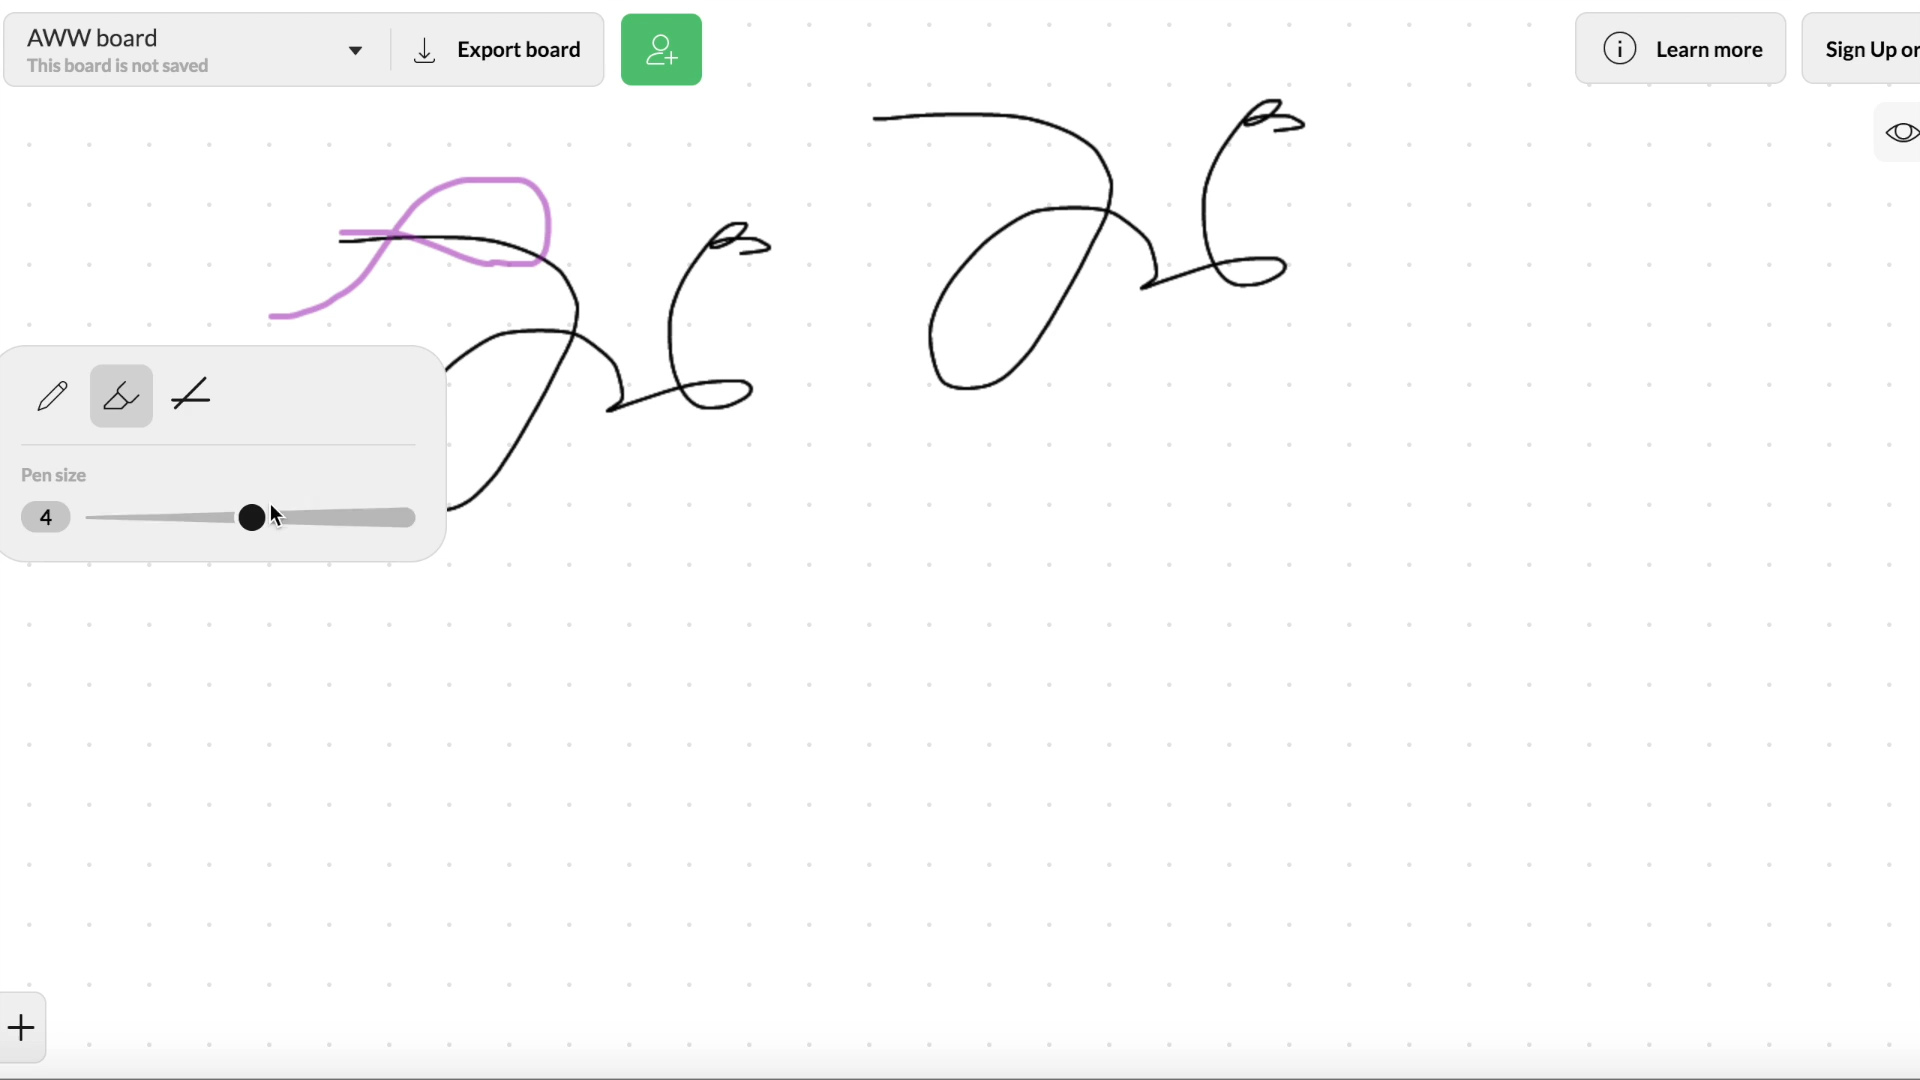 AWW board
This board is not saved
Export board
Learn more
Sign Up or
Pen size
4